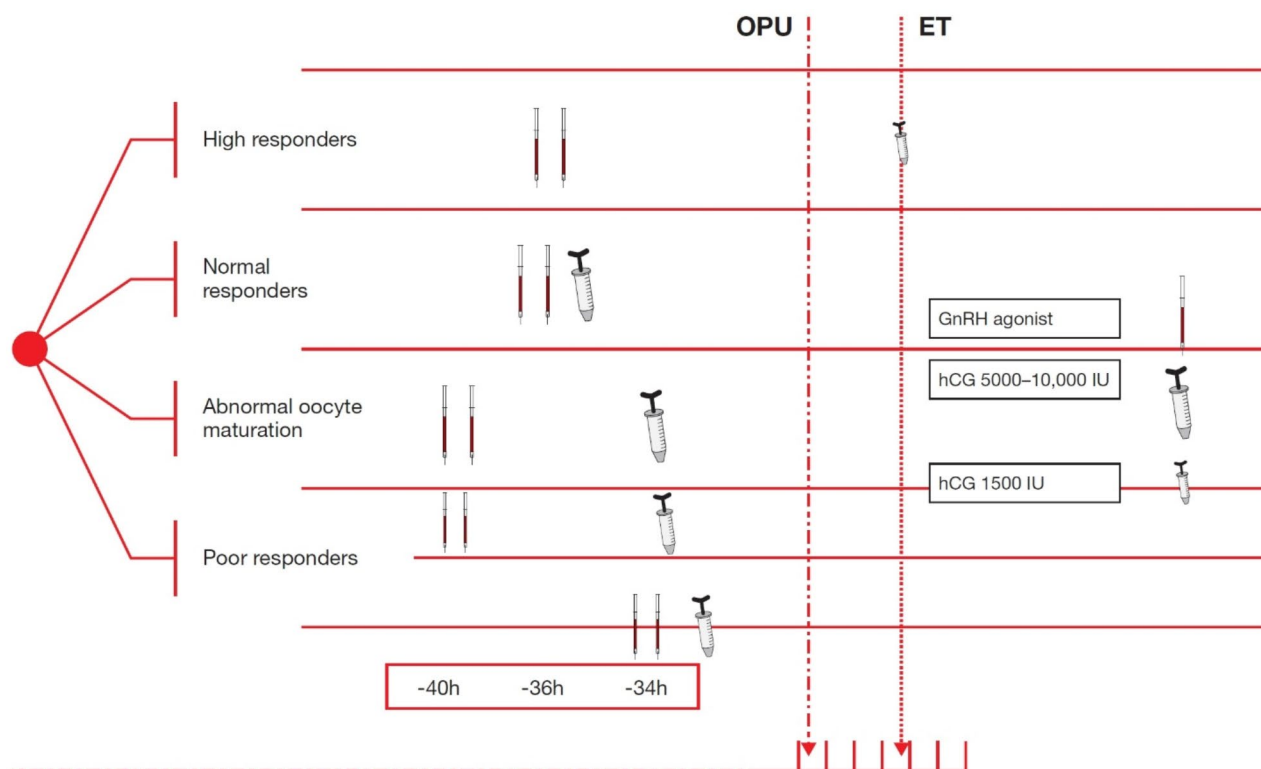 OPU
ET
High responders
Normal
responders
GnRH agonist
hCG 5000–10,000 IU
Abnormal oocyte
maturation
hCG 1500 IU
Poor responders
-40h
-36h
-34h